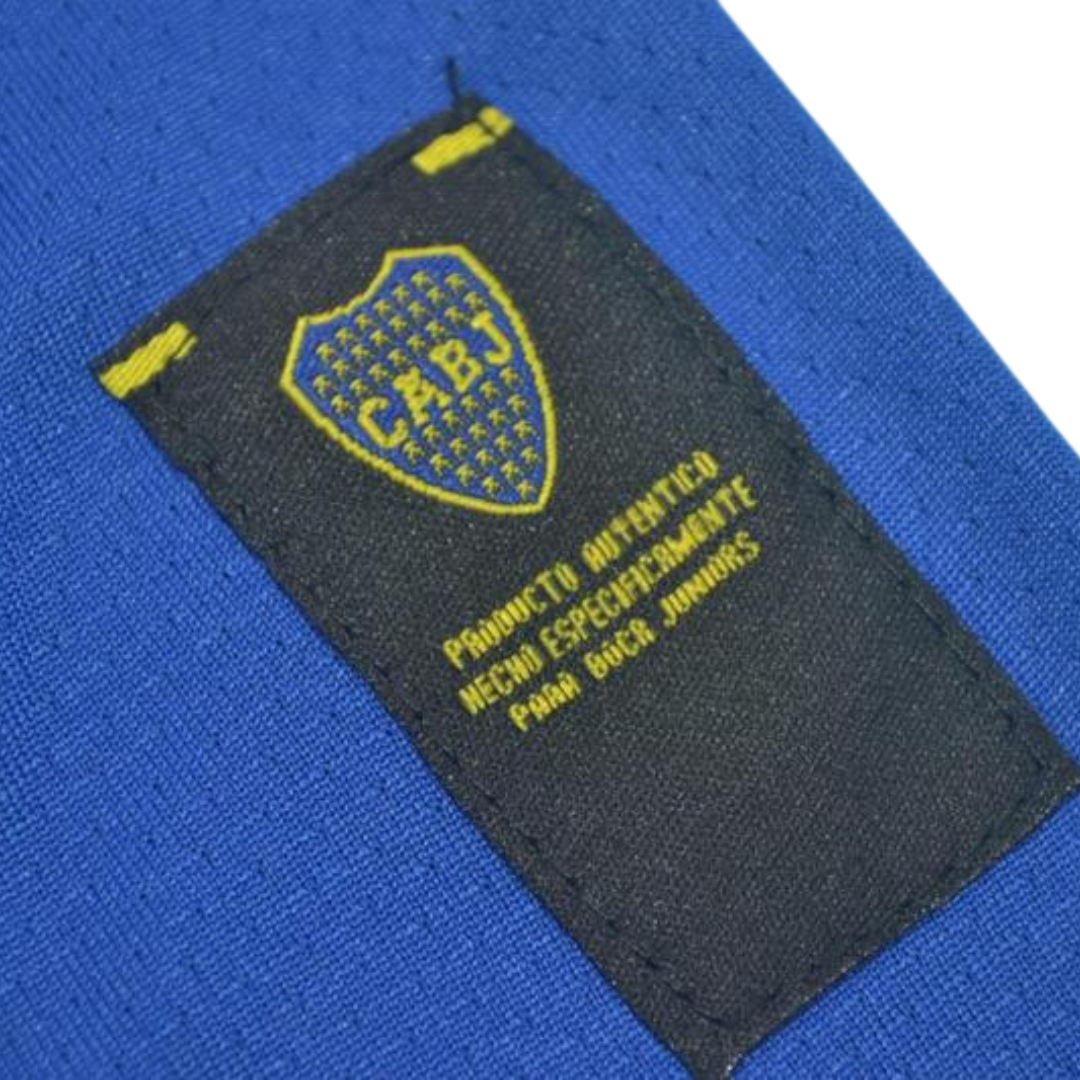 CABJ
PRODUCTO AUTENTICO
HECHO ESPECIFICAMENTE
PARA BOCA JUNIORS